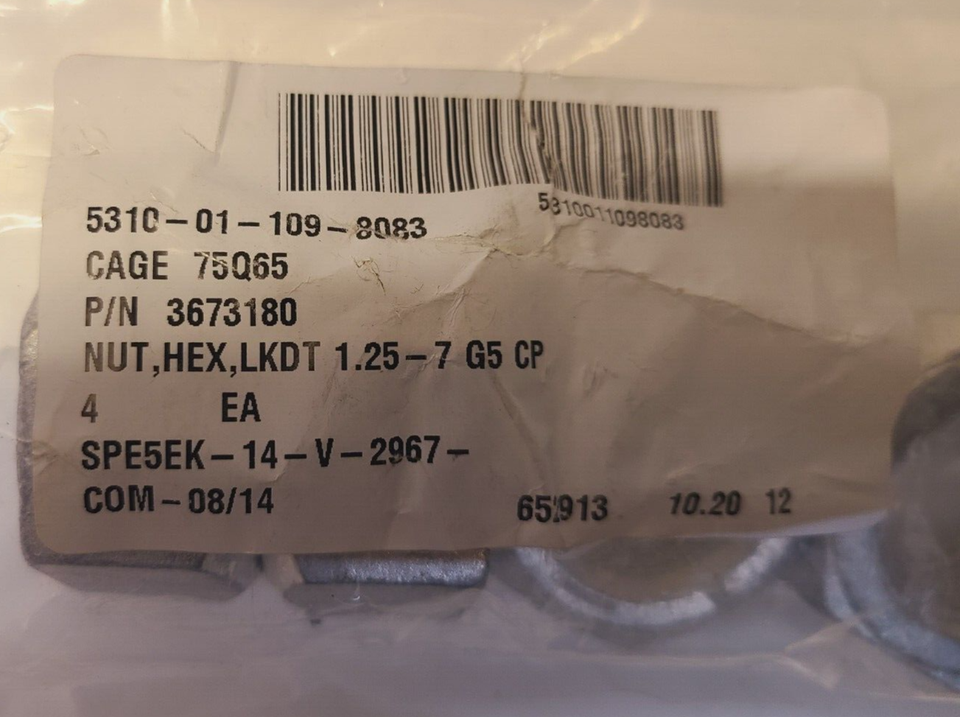 5310011098083
5310-01-109-8083
CAGE 75Q65
P/N 3673180
NUT,HEX,LKDT 1.25-7 G5 CP
4 EA
SPE5EK-14-V-2967-
COM-08/14 10.20 12